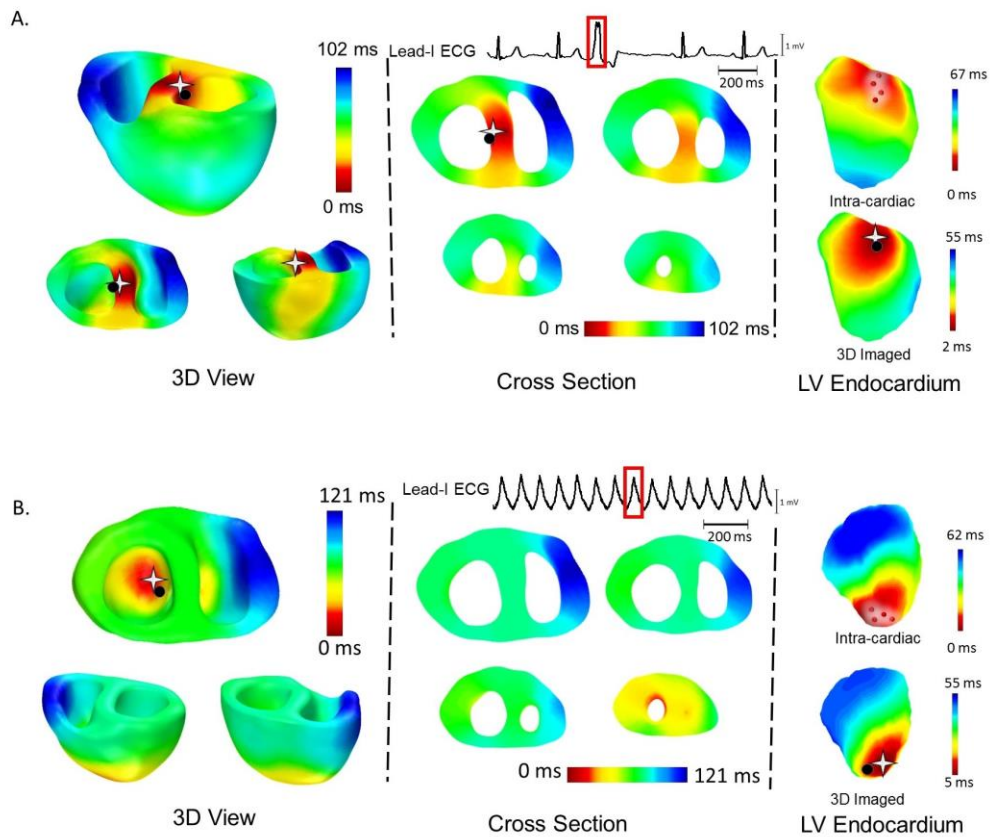 A.
102 ms
0 ms
3D View
Lead-I ECG
1 mV
200 ms
0 ms
102 ms
Cross Section
67 ms
0 ms
Intra-cardiac
55 ms
2 ms
3D Imaged
LV Endocardium
B.
121 ms
0 ms
3D View
Lead-I ECG
1 mV
200 ms
0 ms
121 ms
Cross Section
62 ms
0 ms
Intra-cardiac
55 ms
5 ms
3D Imaged
LV Endocardium